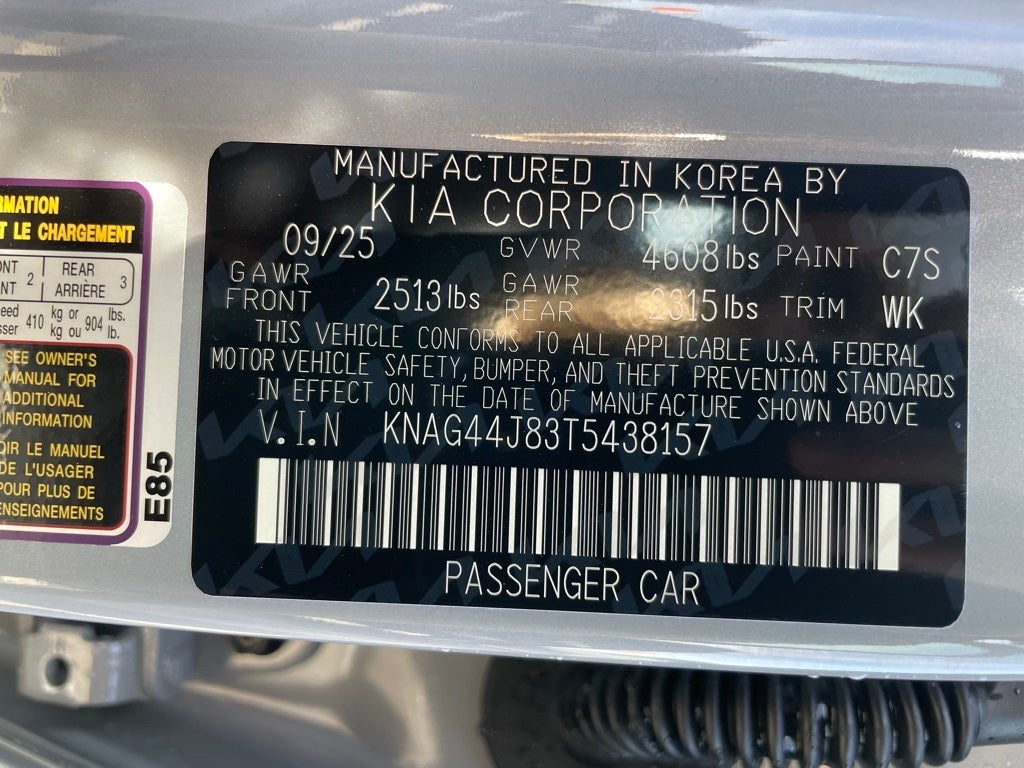 RMATION
T LE CHARGEMENT
NT 2 REAR 3
NT ARRIÈRE
eed kg or lbs.
sser 410 kg ou 904 lb.
SEE OWNER'S
MANUAL FOR
ADDITIONAL
INFORMATION
OIR LE MANUEL
DE L'USAGER
POUR PLUS DE
ENSEIGNEMENTS
E85
MANUFACTURED IN KOREA BY
KIA CORPORATION
09/25 GVWR 4608 lbs PAINT C7S
GAWR FRONT 2513 lbs GAWR REAR 2315 lbs TRIM WK
THIS VEHICLE CONFORMS TO ALL APPLICABLE U.S.A. FEDERAL
MOTOR VEHICLE SAFETY, BUMPER, AND THEFT PREVENTION STANDARDS
IN EFFECT ON THE DATE OF MANUFACTURE SHOWN ABOVE
V.I.N KNAG44J83T5438157
PASSENGER CAR